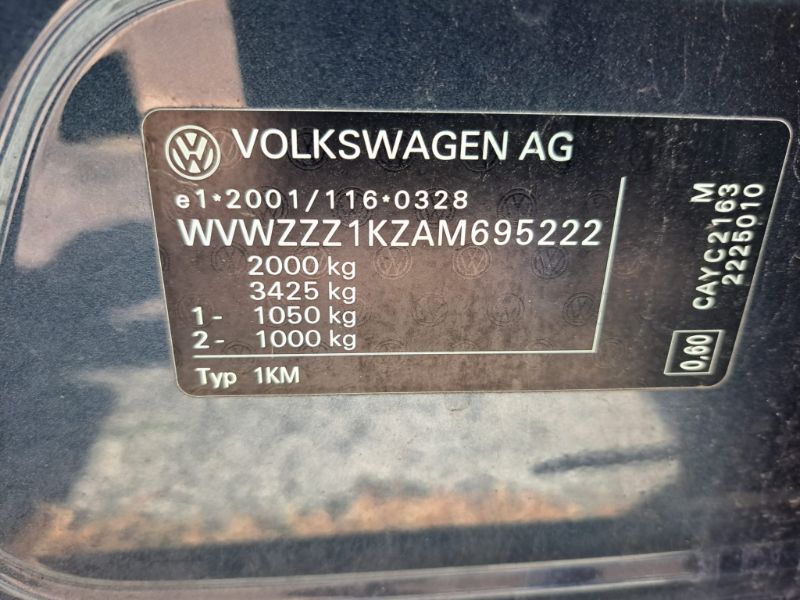 VOLKSWAGEN AG
e1*2001/116*0328
WVWZZZ1KZAM695222
2000 kg
3425 kg
1- 1050 kg
2- 1000 kg
Typ 1KM
M
CAYC2163
2225010
0,60